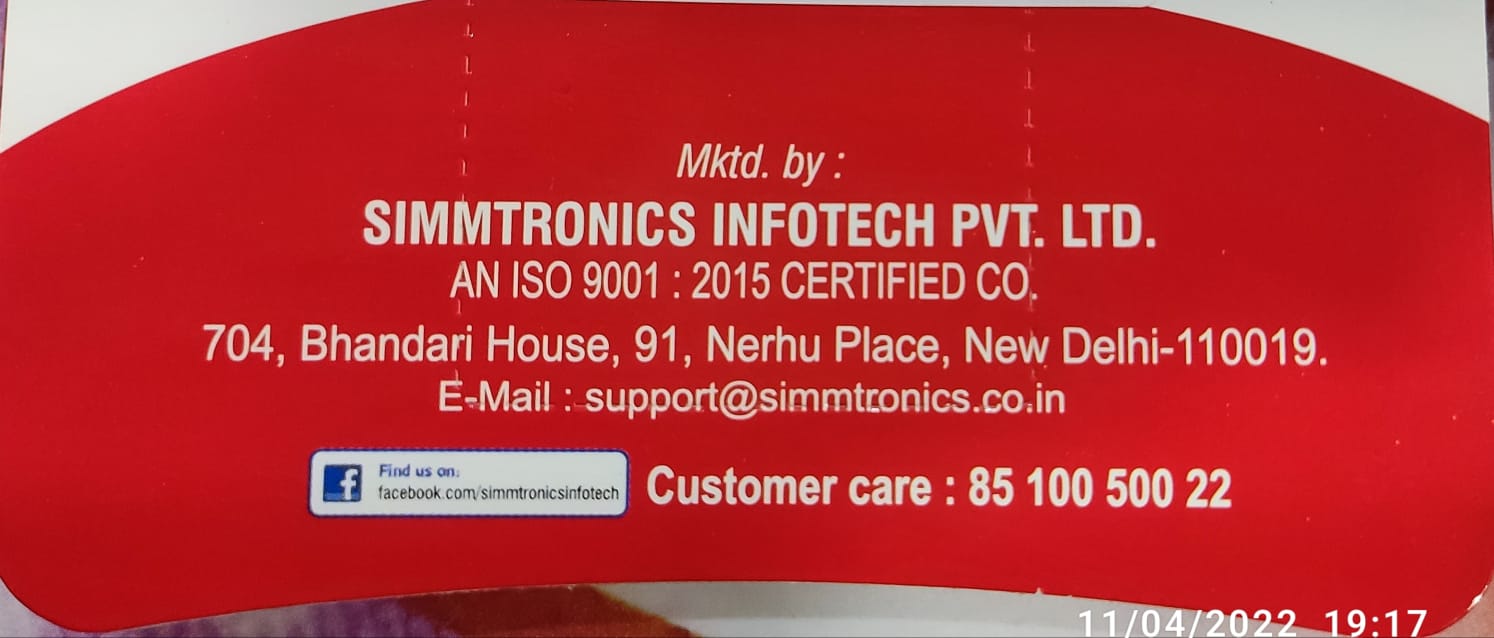 Mktd. by :
SIMMTRONICS INFOTECH PVT. LTD.
AN ISO 9001 : 2015 CERTIFIED CO.
704, Bhandari House, 91, Nerhu Place, New Delhi-110019.
E-Mail : support@simmtronics.co.in
f
Find us on:
facebook.com/simmtronicsinfotech
Customer care : 85 100 500 22
11/04/2022 19:17